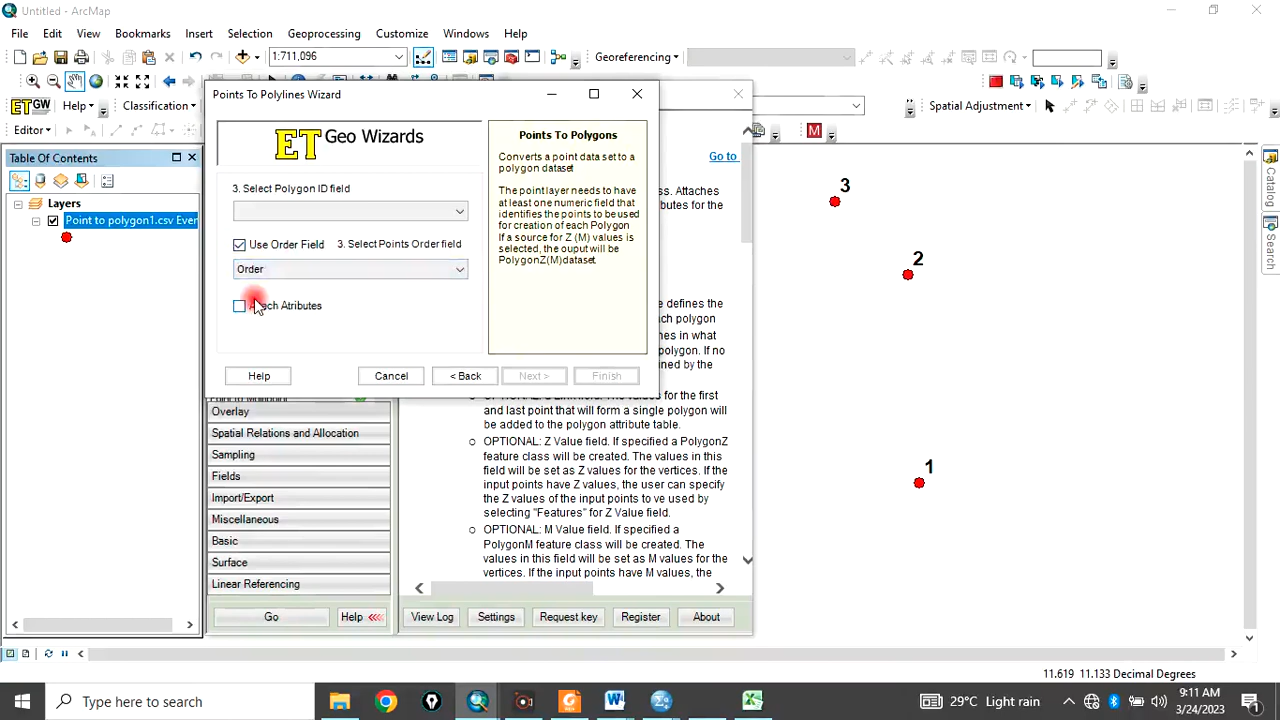 Untitled - ArcMap
File Edit View Bookmarks Insert Selection Geoprocessing Customize Windows Help
1:711,096
Georeferencing
ET GW Help Classification
Spatial Adjustment
Editor
M
Table Of Contents
Layers
Point to polygon1.csv Even
Points To Polylines Wizard
ET Geo Wizards
3. Select Polygon ID field
Use Order Field 3. Select Points Order field
Order
Atributes
Help Cancel < Back Next > Finish
Points To Polygons
Converts a point data set to a
polygon dataset
The point layer needs to have
at least one numeric field that
identifies the points to be used
for creation of each Polygon
If a source for Z (M) values is
selected, the ouput will be
PolygonZ(M)dataset
Go to
ss. Attaches
butes for the
e defines the
ach polygon
nes in what
polygon. If no
ined by the
and last point that will form a single polygon will
be added to the polygon attribute table.
OPTIONAL: Z Value field. If specified a PolygonZ
feature class will be created. The values in this
field will be set as Z values for the vertices. If the
input points have Z values, the user can specify
the Z values of the input points to ve used by
selecting "Features" for Z Value field.
OPTIONAL: M Value field. If specified a
PolygonM feature class will be created. The
values in this field will be set as M values for the
vertices. If the input points have M values, the
Overlay
Spatial Relations and Allocation
Sampling
Fields
Import/Export
Miscellaneous
Basic
Surface
Linear Referencing
Go Help
View Log Settings Request key Register About
3
2
1
Catalog
Search
11.619 11.133 Decimal Degrees
Type here to search
29°C Light rain
9:11 AM
3/24/2023